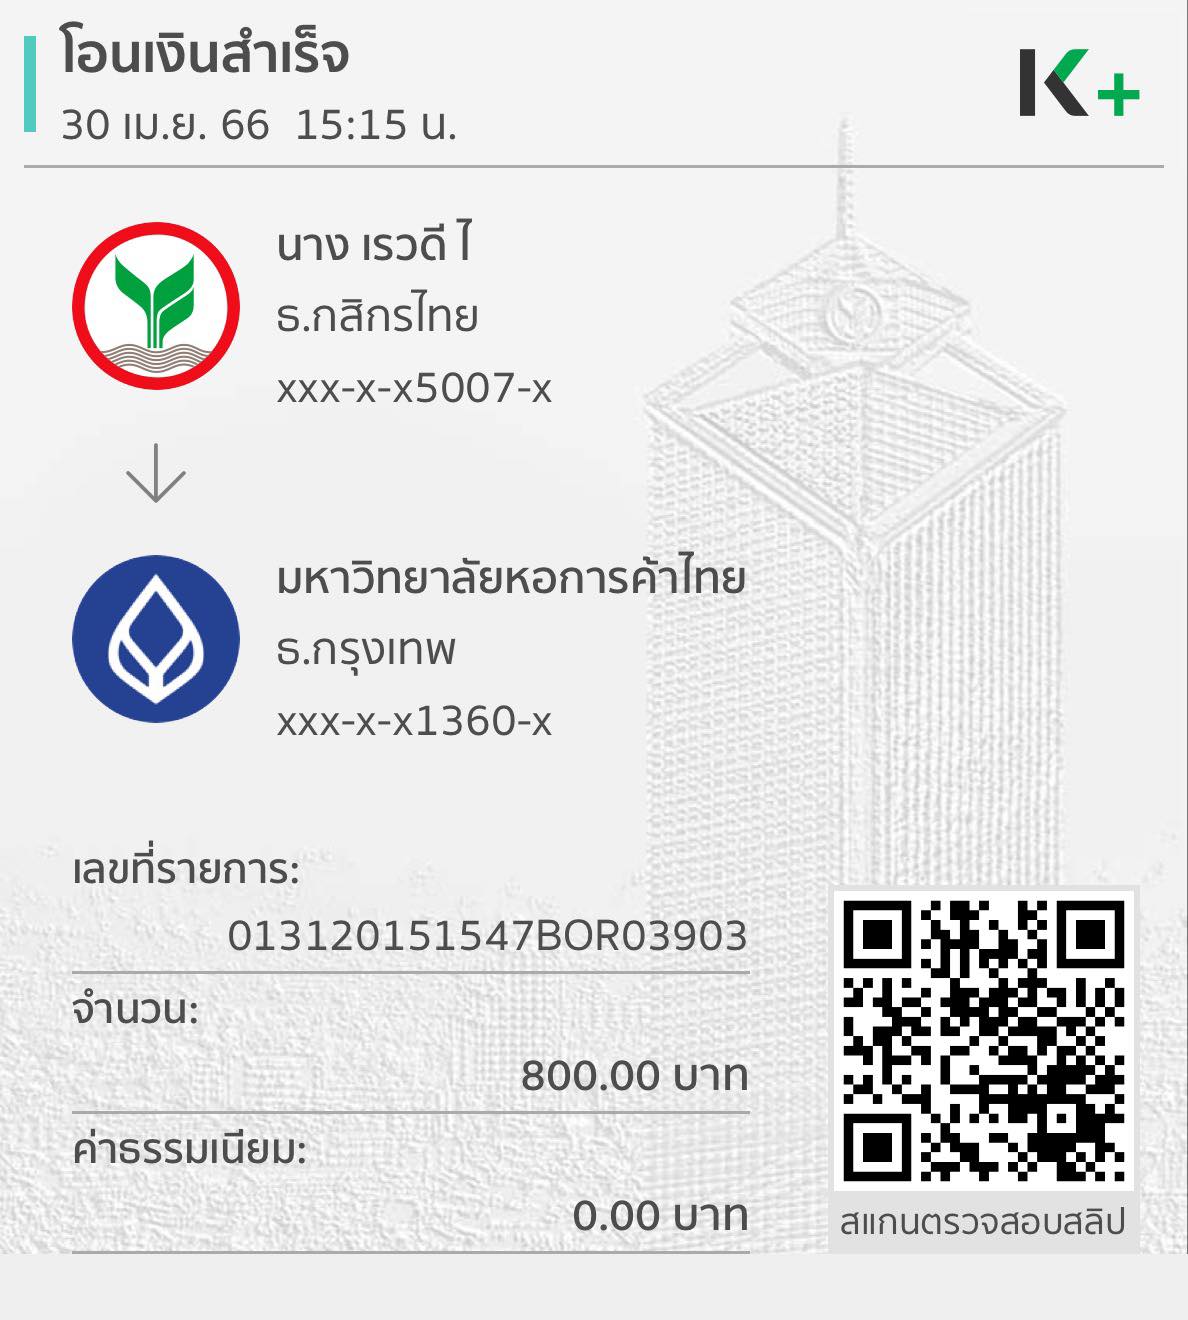 โอนเงินสำเร็จ
30 เม.ย. 66 15:15 น.
K+
นาง เรวดี ไ
ธ.กสิกรไทย
xxx-x-x5007-x
มหาวิทยาลัยหอการค้าไทย
ธ.กรุงเทพ
xxx-x-x1360-x
เลขที่รายการ:
013120151547BOR03903
จำนวน:
800.00 บาท
ค่าธรรมเนียม:
0.00 บาท
สแกนตรวจสอบสลิป